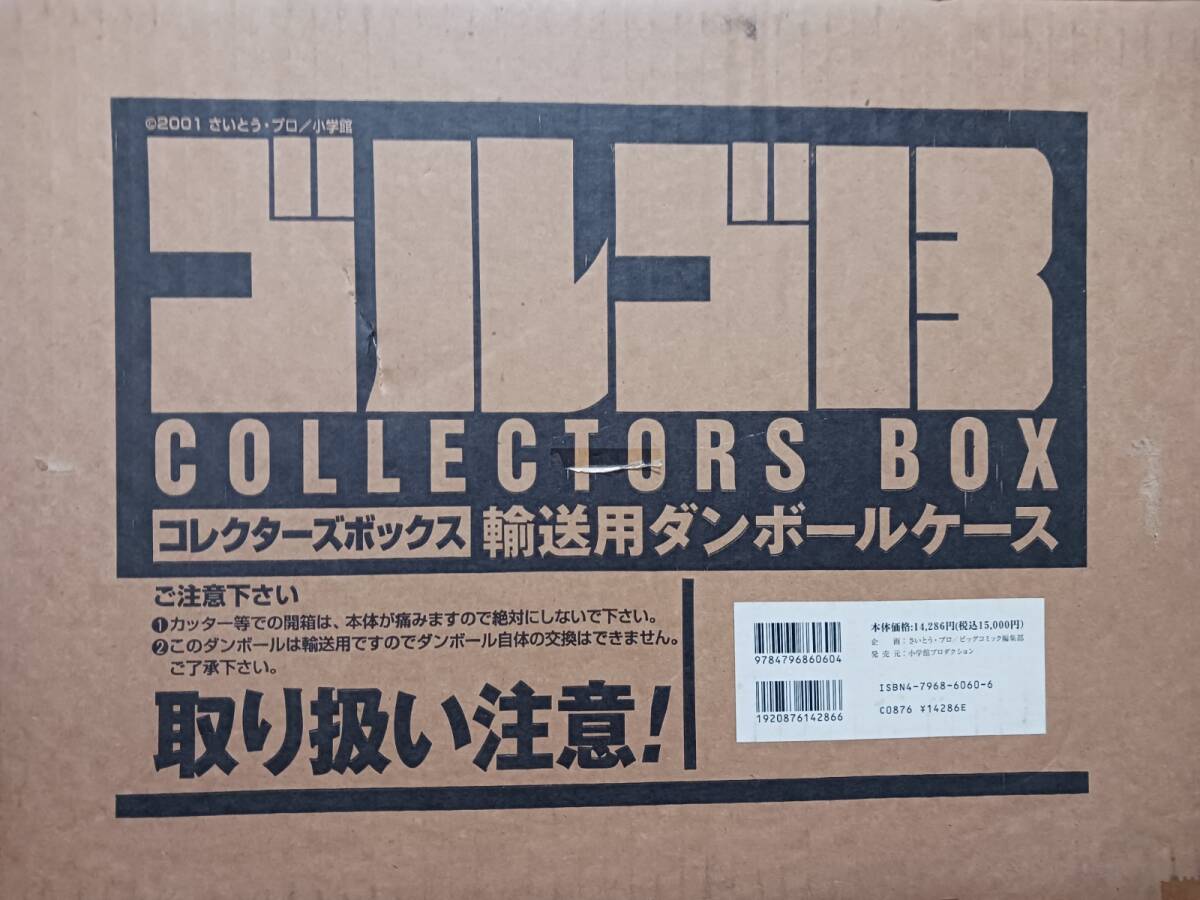 ©2001 さいとう・プロ／小学館
ゴルゴ13
COLLECTORS BOX
コレクターズボックス 輸送用ダンボールケース
ご注意下さい
❶カッター等での開箱は、本体が痛みますので絶対にしないで下さい。
❷このダンボールは輸送用ですのでダンボール自体の交換はできません。
ご了承下さい。
取り扱い注意！
9784796860604
1920876142866
本体価格:14,286円(税込15,000円)
企　画：さいとう・プロ/ビッグコミック編集部
発 売 元：小学館プロダクション
ISBN4-7968-6060-6
C0876 ¥14286E